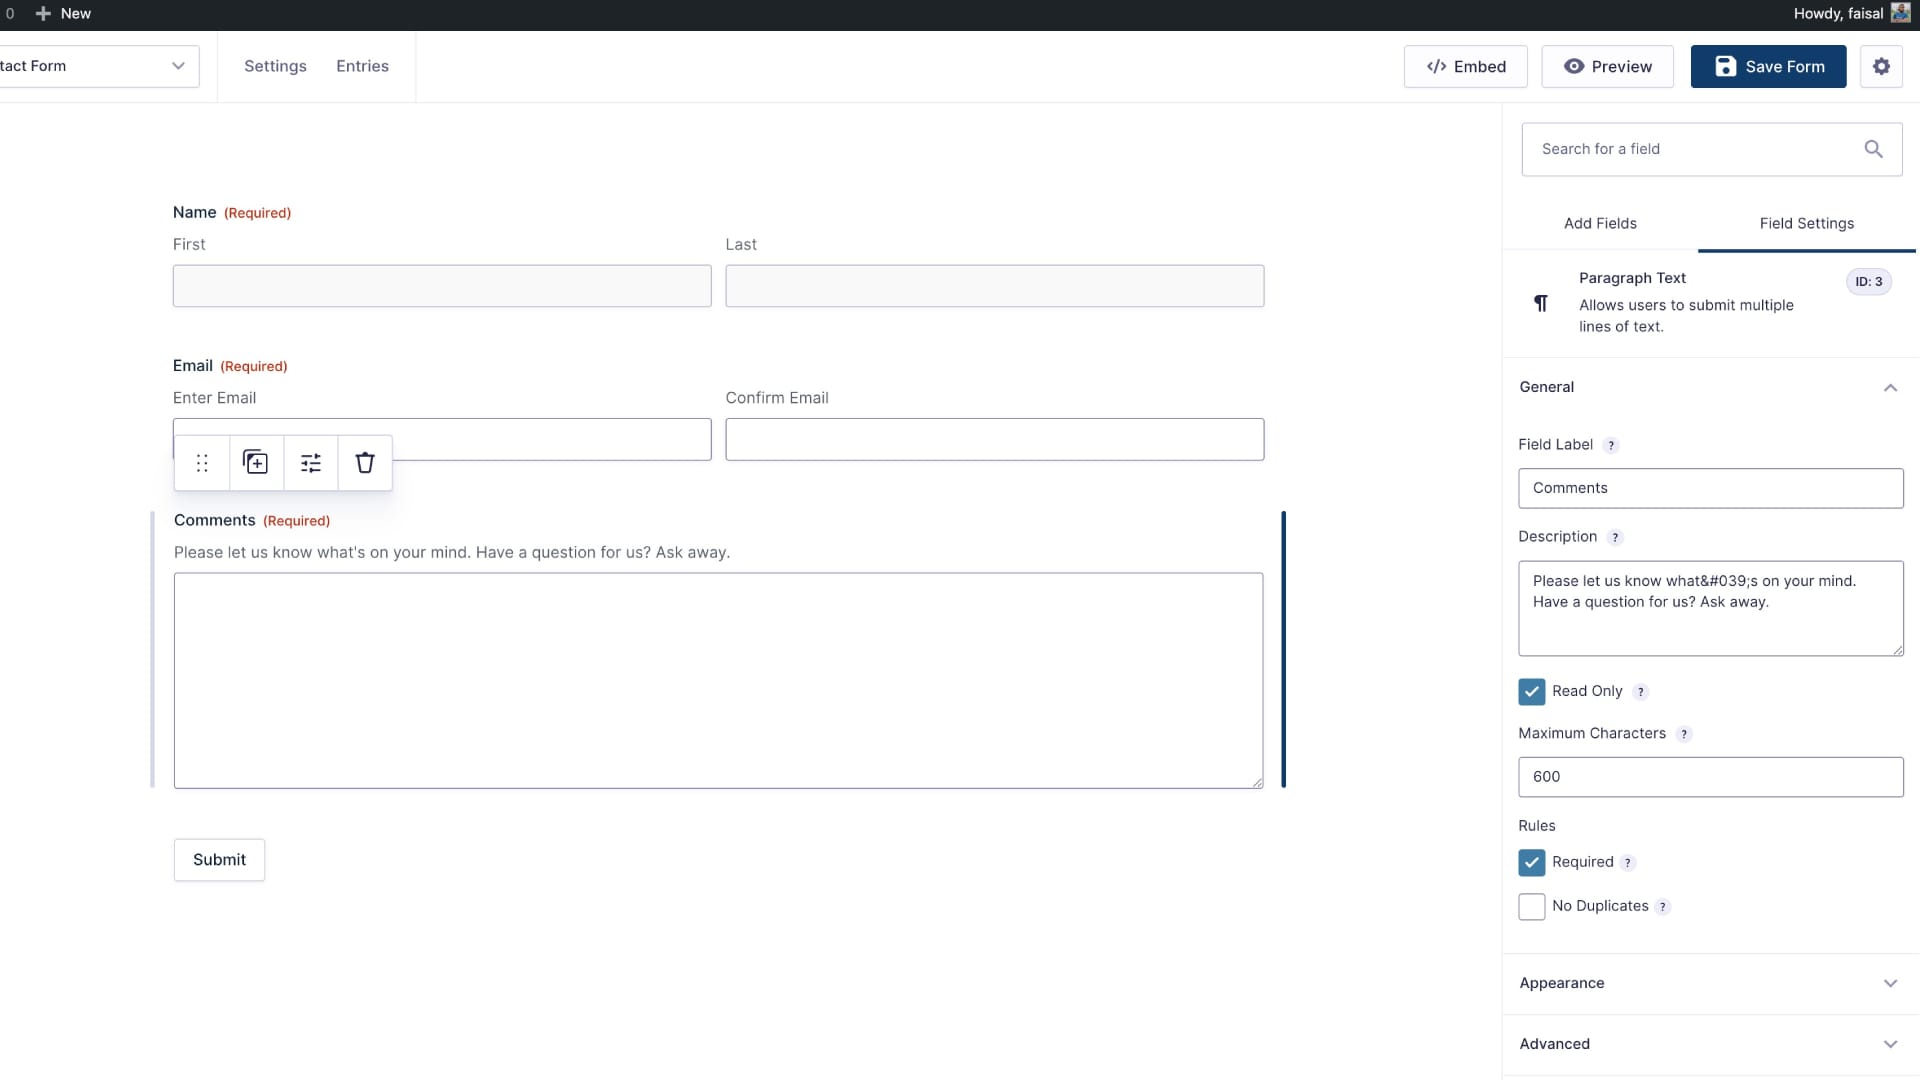 0 New
Howdy, faisal
tact Form
Settings
Entries
Embed
Preview
Save Form
Search for a field
Add Fields
Field Settings
Paragraph Text
ID: 3
Allows users to submit multiple
lines of text.
General
Field Label ?
Comments
Description ?
Please let us know what&#039;s on your mind.
Have a question for us? Ask away.
Read Only ?
Maximum Characters ?
600
Rules
Required ?
No Duplicates ?
Appearance
Advanced
Name (Required)
First
Last
Email (Required)
Enter Email
Confirm Email
Comments (Required)
Please let us know what's on your mind. Have a question for us? Ask away.
Submit